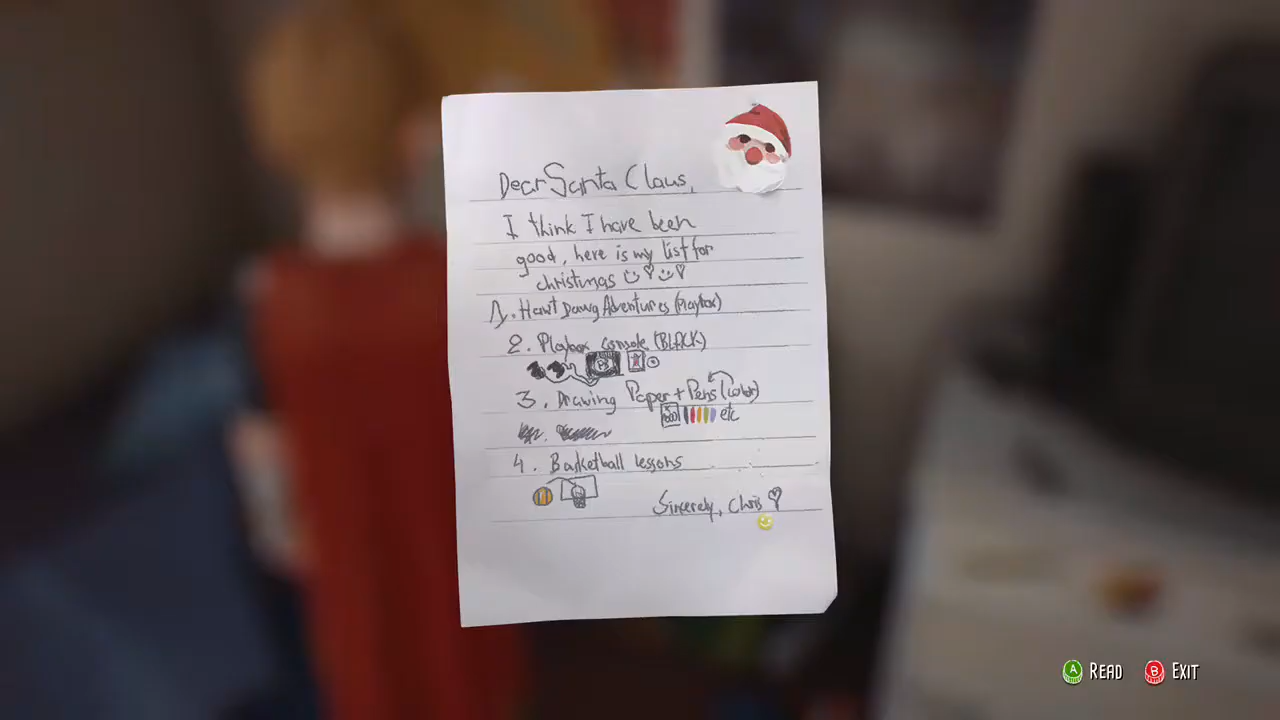 Dear Santa Claus,
I think I have been
good, here is my list for
christmas
1. Hawt Dawg Adventures (Playbox)
2. Playbox console (BLACK)
3. Drawing Paper + Pens (color)
etc
4. Basketball lessons
Sincerely, Chris
A READ B EXIT